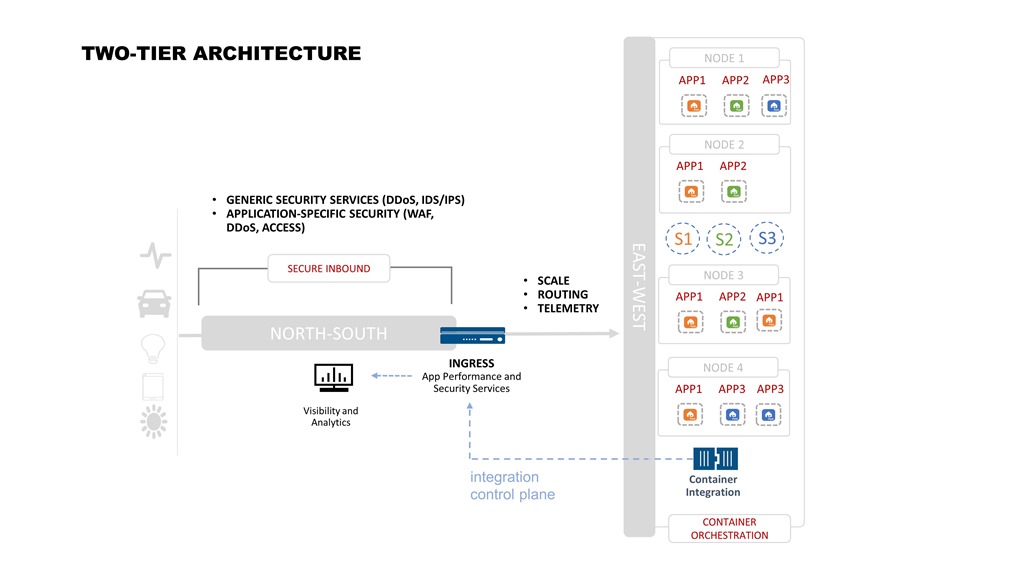 TWO-TIER ARCHITECTURE
• GENERIC SECURITY SERVICES (DDoS, IDS/IPS)
• APPLICATION-SPECIFIC SECURITY (WAF,
DDoS, ACCESS)
SECURE INBOUND
NORTH-SOUTH
• SCALE
• ROUTING
• TELEMETRY
INGRESS
App Performance and
Security Services
Visibility and
Analytics
integration
control plane
EAST-WEST
NODE 1
APP1 APP2 APP3
NODE 2
APP1 APP2
S1 S2 S3
NODE 3
APP1 APP2 APP1
NODE 4
APP1 APP3 APP3
Container
Integration
CONTAINER
ORCHESTRATION